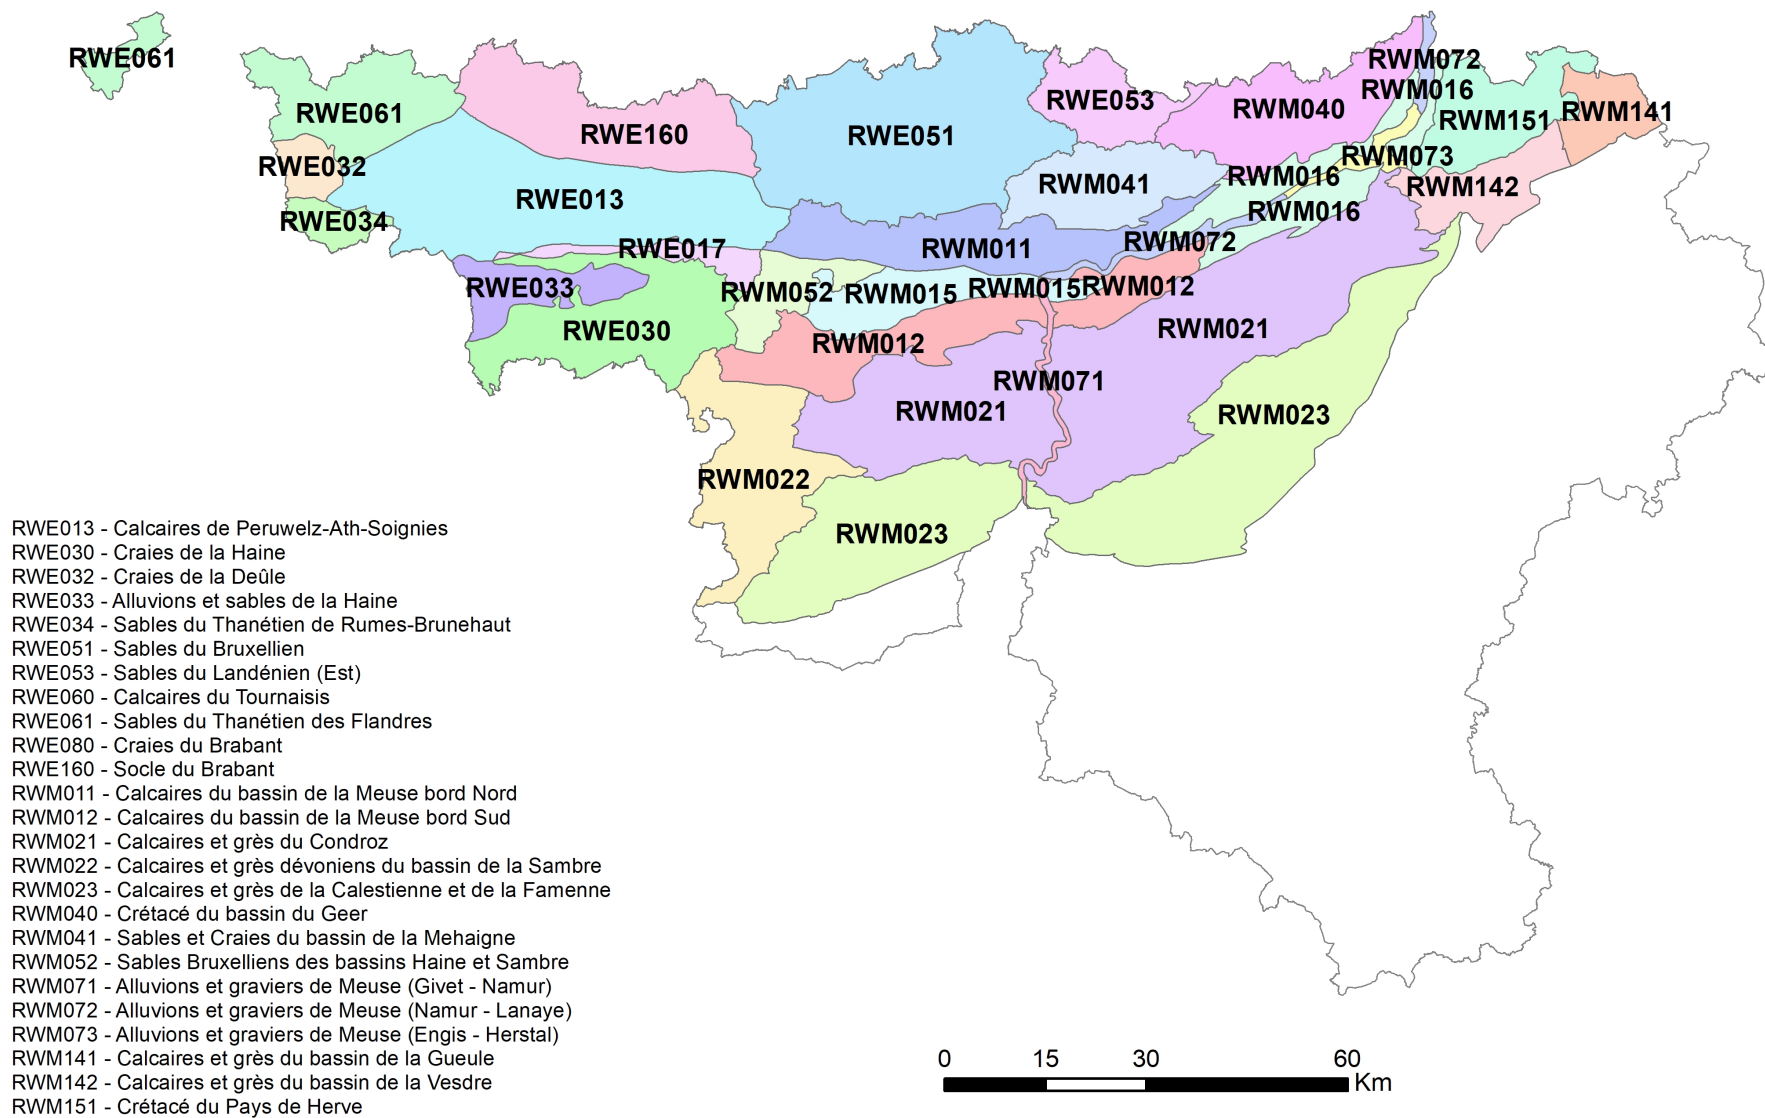 RWE061
RWM072
RWM016
RWE061
RWE053
RWM040
RWM151
RWM141
RWE160
RWE051
RWM073
RWE032
RWM041
RWM016
RWM142
RWE013
RWM016
RWE034
RWE017
RWM011
RWM072
RWE033
RWM052
RWM015
RWM015
RWM012
RWE030
RWM012
RWM021
RWM071
RWM021
RWM023
RWM022
RWM023
RWE013 - Calcaires de Peruwelz-Ath-Soignies
RWE030 - Craies de la Haine
RWE032 - Craies de la Deûle
RWE033 - Alluvions et sables de la Haine
RWE034 - Sables du Thanétien de Rumes-Brunehaut
RWE051 - Sables du Bruxellien
RWE053 - Sables du Landénien (Est)
RWE060 - Calcaires du Tournaisis
RWE061 - Sables du Thanétien des Flandres
RWE080 - Craies du Brabant
RWE160 - Socle du Brabant
RWM011 - Calcaires du bassin de la Meuse bord Nord
RWM012 - Calcaires du bassin de la Meuse bord Sud
RWM021 - Calcaires et grès du Condroz
RWM022 - Calcaires et grès dévoniens du bassin de la Sambre
RWM023 - Calcaires et grès de la Calestienne et de la Famenne
RWM040 - Crétacé du bassin du Geer
RWM041 - Sables et Craies du bassin de la Mehaigne
RWM052 - Sables Bruxelliens des bassins Haine et Sambre
RWM071 - Alluvions et graviers de Meuse (Givet - Namur)
RWM072 - Alluvions et graviers de Meuse (Namur - Lanaye)
RWM073 - Alluvions et graviers de Meuse (Engis - Herstal)
RWM141 - Calcaires et grès du bassin de la Gueule
RWM142 - Calcaires et grès du bassin de la Vesdre
RWM151 - Crétacé du Pays de Herve
0 15 30 60
Km